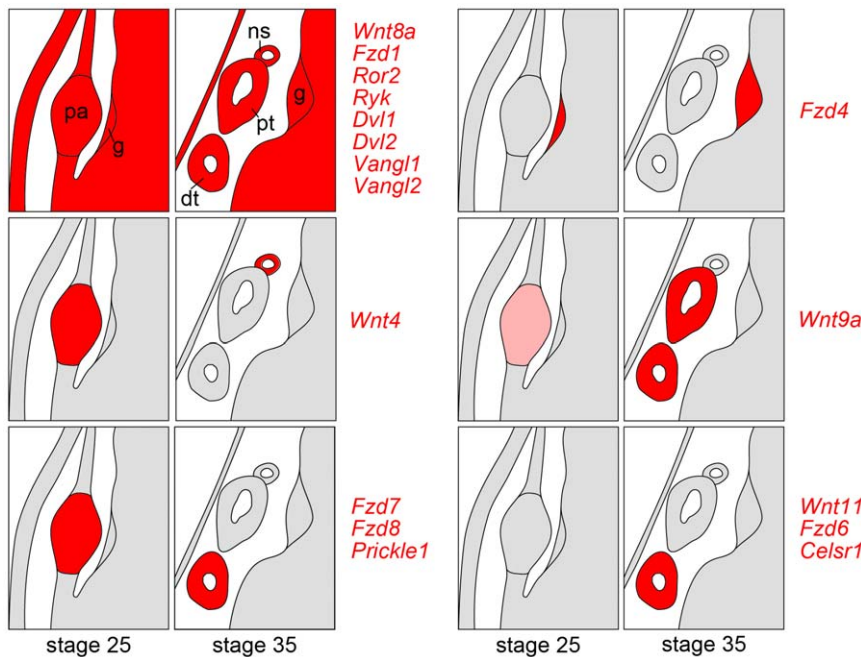 ns
pa
g
g
pt
dt
Wnt8a
Fzd1
Ror2
Ryk
Dvl1
Dvl2
Vangl1
Vangl2
Fzd4
Wnt4
Wnt9a
Fzd7
Fzd8
Prickle1
Wnt11
Fzd6
Celsr1
stage 25
stage 35
stage 25
stage 35